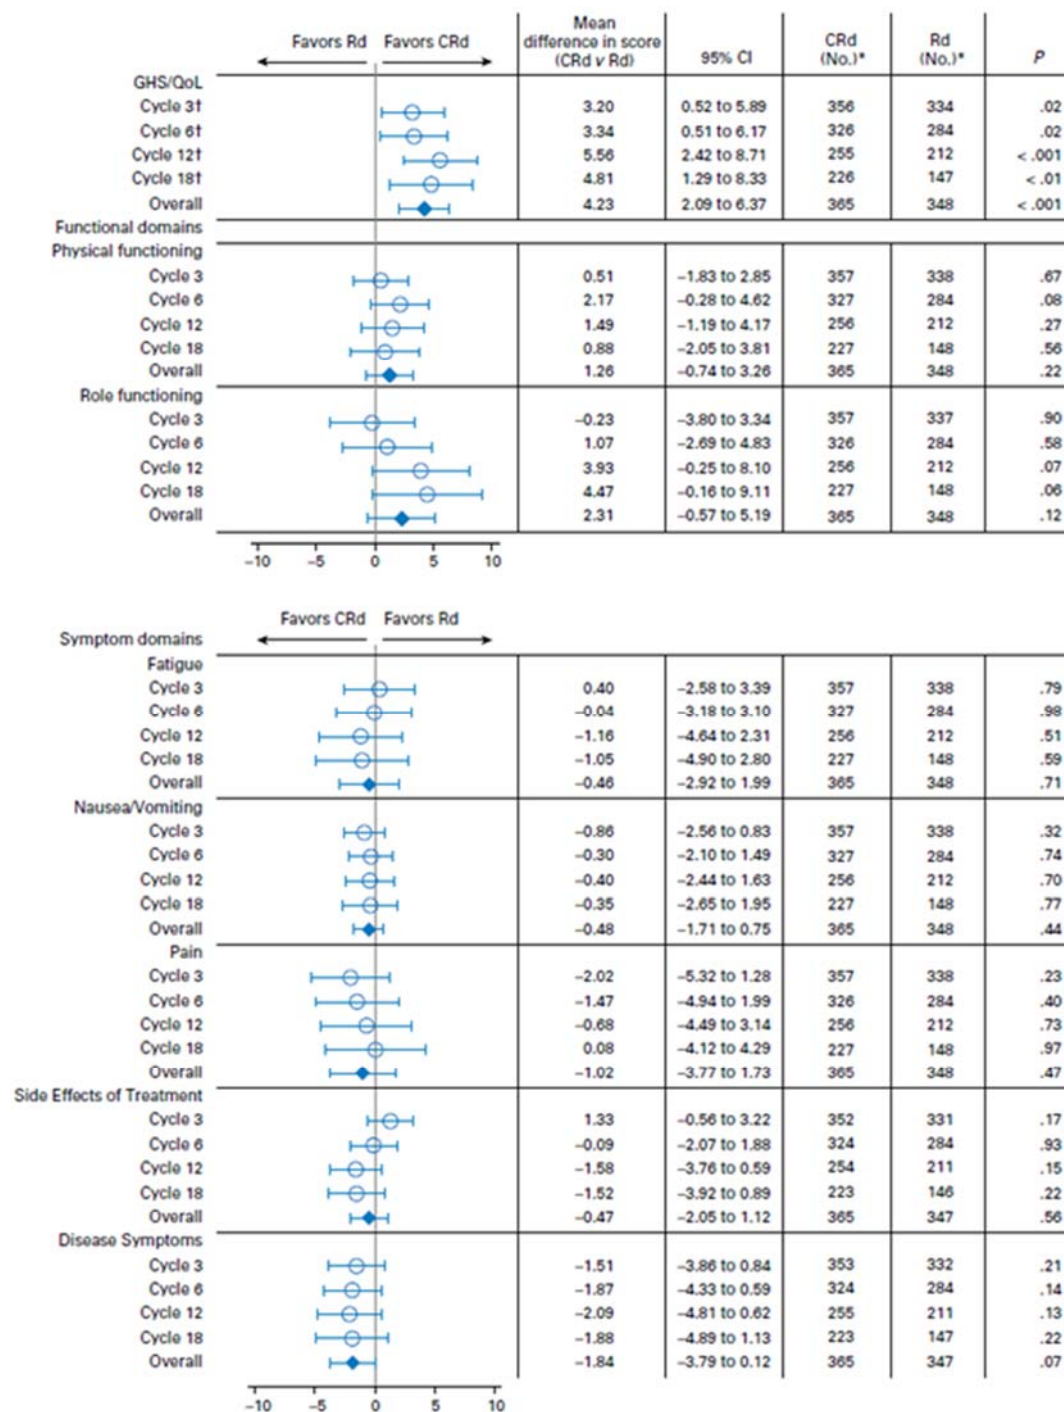 Favors Rd Favors CRd Mean difference in score (CRd v Rd) 95% CI CRd (No.)* Rd (No.)* P
GHS/QoL
Cycle 3† 3.20 0.52 to 5.89 356 334 .02
Cycle 6† 3.34 0.51 to 6.17 326 284 .02
Cycle 12† 5.56 2.42 to 8.71 255 212 < .001
Cycle 18† 4.81 1.29 to 8.33 226 147 < .01
Overall 4.23 2.09 to 6.37 365 348 < .001
Functional domains
Physical functioning
Cycle 3 0.51 –1.83 to 2.85 357 338 .67
Cycle 6 2.17 –0.28 to 4.62 327 284 .08
Cycle 12 1.49 –1.19 to 4.17 256 212 .27
Cycle 18 0.88 –2.05 to 3.81 227 148 .56
Overall 1.26 –0.74 to 3.26 365 348 .22
Role functioning
Cycle 3 –0.23 –3.80 to 3.34 357 337 .90
Cycle 6 1.07 –2.69 to 4.83 326 284 .58
Cycle 12 3.93 –0.25 to 8.10 256 212 .07
Cycle 18 4.47 –0.16 to 9.11 227 148 .06
Overall 2.31 –0.57 to 5.19 365 348 .12
–10 –5 0 5 10
Favors CRd Favors Rd
Symptom domains
Fatigue
Cycle 3 0.40 –2.58 to 3.39 357 338 .79
Cycle 6 –0.04 –3.18 to 3.10 327 284 .98
Cycle 12 –1.16 –4.64 to 2.31 256 212 .51
Cycle 18 –1.05 –4.90 to 2.80 227 148 .59
Overall –0.46 –2.92 to 1.99 365 348 .71
Nausea/Vomiting
Cycle 3 –0.86 –2.56 to 0.83 357 338 .32
Cycle 6 –0.30 –2.10 to 1.49 327 284 .74
Cycle 12 –0.40 –2.44 to 1.63 256 212 .70
Cycle 18 –0.35 –2.65 to 1.95 227 148 .77
Overall –0.48 –1.71 to 0.75 365 348 .44
Pain
Cycle 3 –2.02 –5.32 to 1.28 357 338 .23
Cycle 6 –1.47 –4.94 to 1.99 326 284 .40
Cycle 12 –0.68 –4.49 to 3.14 256 212 .73
Cycle 18 0.08 –4.12 to 4.29 227 148 .97
Overall –1.02 –3.77 to 1.73 365 348 .47
Side Effects of Treatment
Cycle 3 1.33 –0.56 to 3.22 352 331 .17
Cycle 6 –0.09 –2.07 to 1.88 324 284 .93
Cycle 12 –1.58 –3.76 to 0.59 254 211 .15
Cycle 18 –1.52 –3.92 to 0.89 223 146 .22
Overall –0.47 –2.05 to 1.12 365 347 .56
Disease Symptoms
Cycle 3 –1.51 –3.86 to 0.84 353 332 .21
Cycle 6 –1.87 –4.33 to 0.59 324 284 .14
Cycle 12 –2.09 –4.81 to 0.62 255 211 .13
Cycle 18 –1.88 –4.89 to 1.13 223 147 .22
Overall –1.84 –3.79 to 0.12 365 347 .07
–10 –5 0 5 10